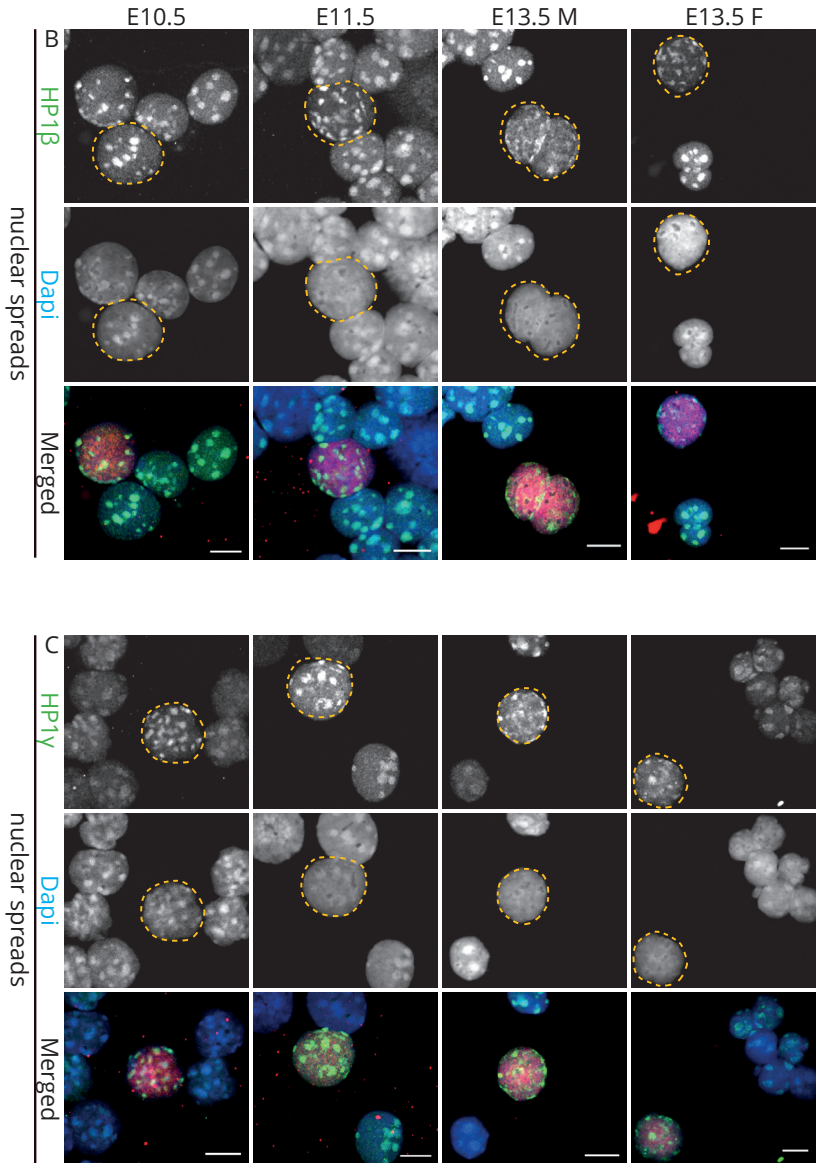 E10.5 E11.5 E13.5 M E13.5 F
B
HP1β
Dapi
Merged
nuclear spreads
C
HP1γ
Dapi
Merged
nuclear spreads